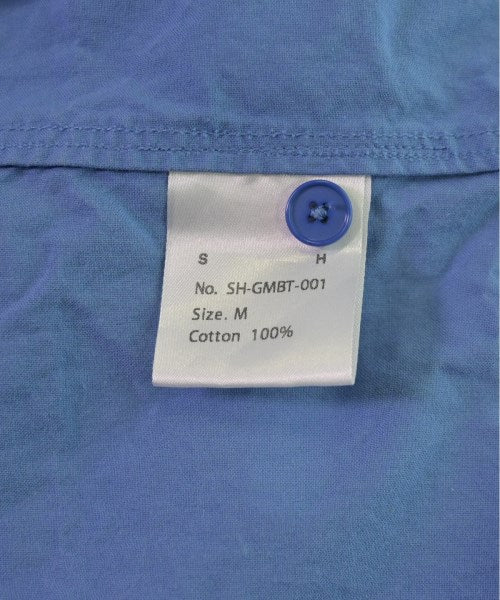 S H
No. SH-GMBT-001
Size. M
Cotton 100%